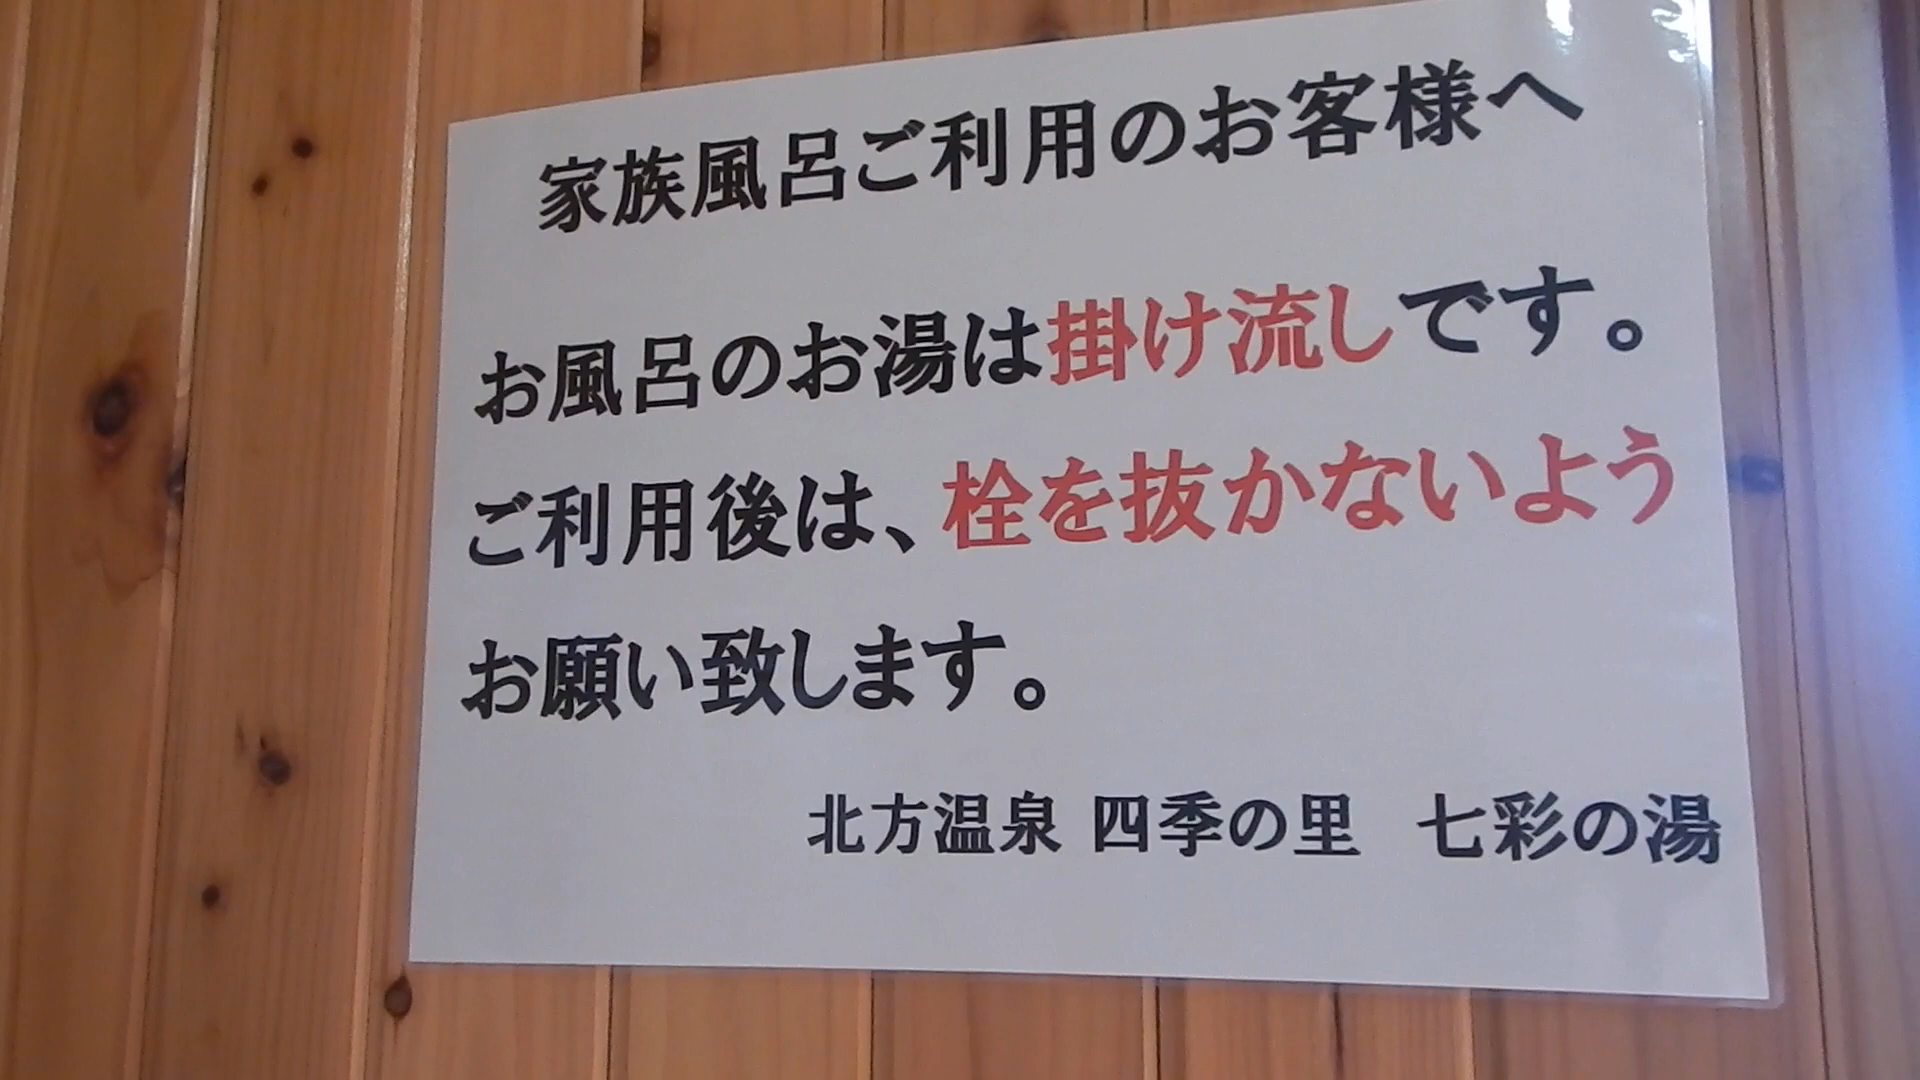 家族風呂ご利用のお客様へ
お風呂のお湯は掛け流しです。
ご利用後は、栓を抜かないよう
お願い致します。
北方温泉 四季の里　七彩の湯